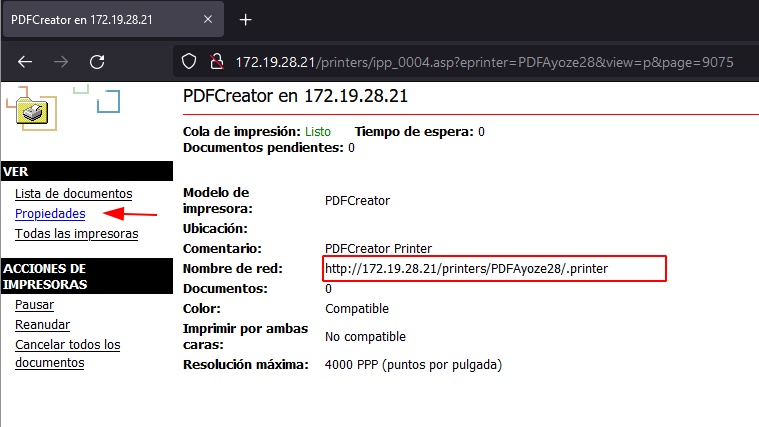 PDFCreator en 172.19.28.21
172.19.28.21/printers/ipp_0004.asp?eprinter=PDFAyoze28&view=p&page=9075
PDFCreator en 172.19.28.21
Cola de impresión: Listo Tiempo de espera: 0
Documentos pendientes: 0
VER
Lista de documentos
Propiedades
Todas las impresoras
ACCIONES DE
IMPRESORAS
Pausar
Reanudar
Cancelar todos los
documentos
Modelo de
impresora: PDFCreator
Ubicación:
Comentario: PDFCreator Printer
Nombre de red: http://172.19.28.21/printers/PDFAyoze28/.printer
Documentos: 0
Color: Compatible
Imprimir por ambas
caras: No compatible
Resolución máxima: 4000 PPP (puntos por pulgada)